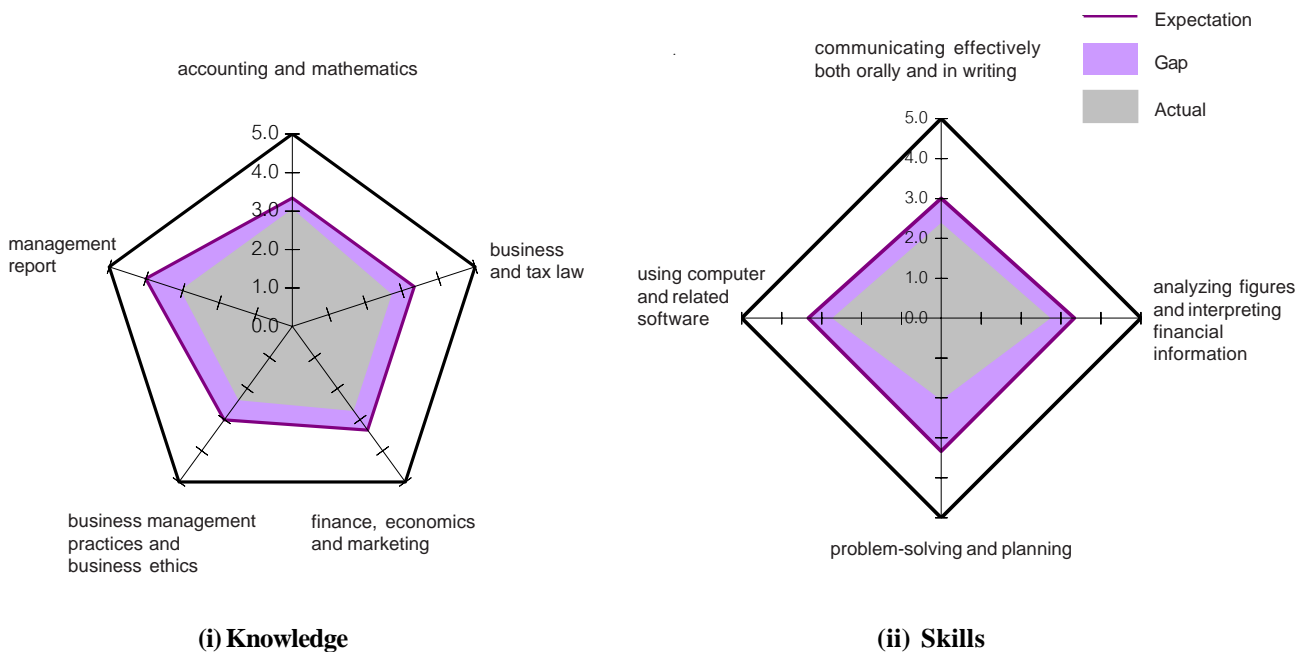 Expectation
Gap
Actual
accounting and mathematics
5.0
4.0
3.0
2.0
1.0
0.0
management
report
business
and tax law
business management
practices and
business ethics
finance, economics
and marketing
(i) Knowledge
communicating effectively
both orally and in writing
5.0
4.0
3.0
2.0
1.0
0.0
using computer
and related
software
analyzing figures
and interpreting
financial
information
problem-solving and planning
(ii) Skills